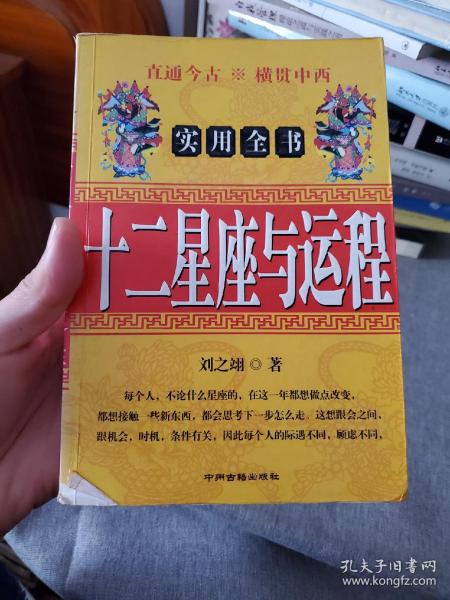 直通今古 ※ 横贯中西
实用全书
十二星座与运程
刘之翊◎著
每个人，不论什么星座的，在这一年都想做点改变，
都想接触一些新东西，都会思考下一步怎么走。这想跟会之间，
跟机会，时机，条件有关，因此每个人的际遇不同，顾虑不同，
中州古籍出版社
孔夫子旧书网
www.kongfz.com